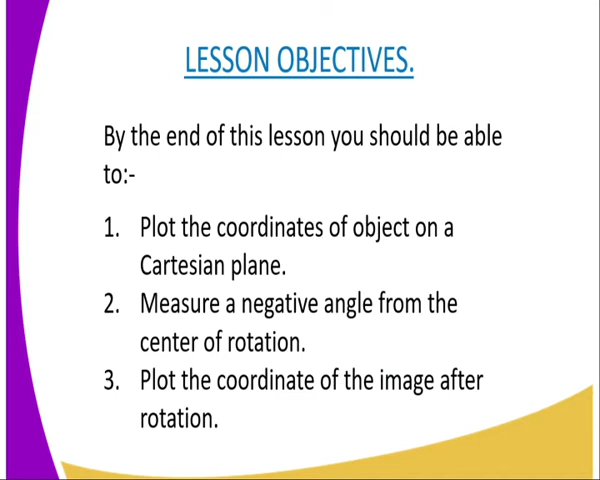 LESSON OBJECTIVES.
By the end of this lesson you should be able
to:-
1. Plot the coordinates of object on a
Cartesian plane.
2. Measure a negative angle from the
center of rotation.
3. Plot the coordinate of the image after
rotation.